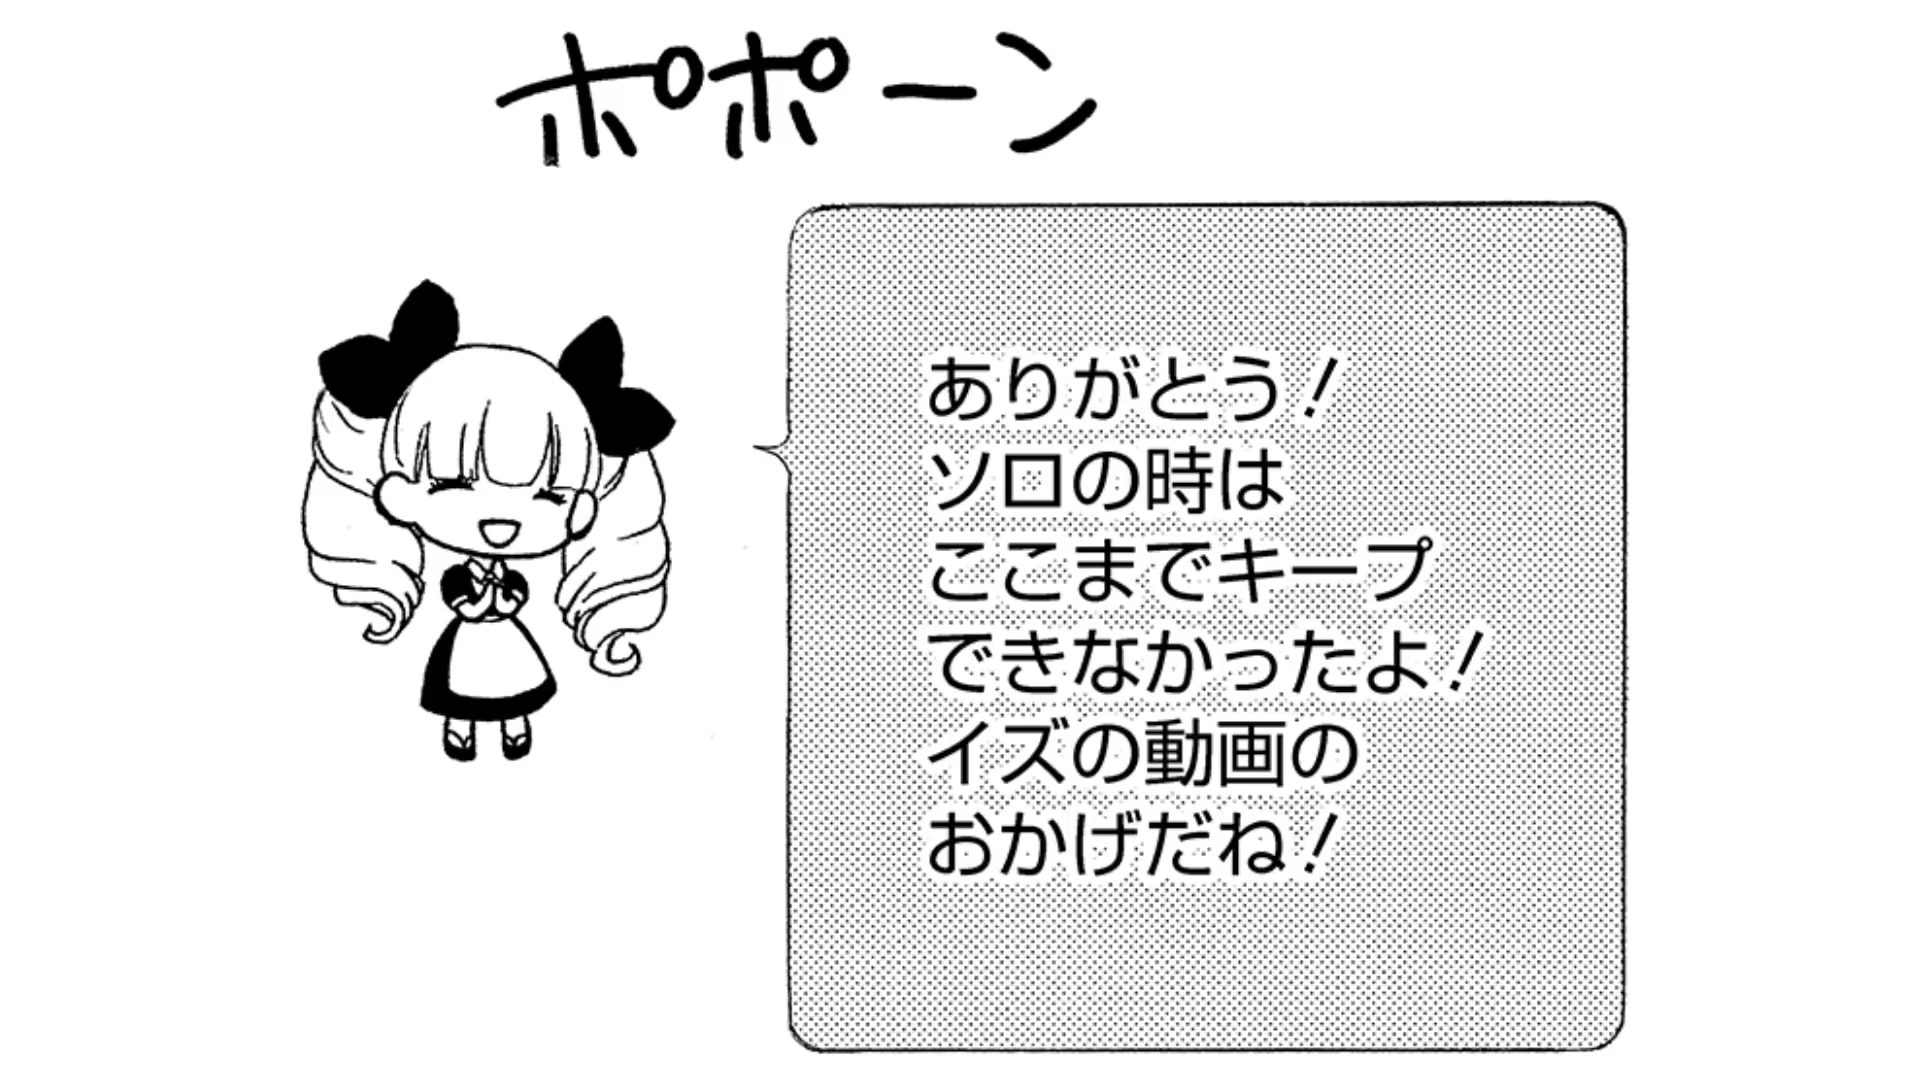 ポポーン
ありがとう!
ソロの時は
ここまでキープ
できなかったよ!
イズの動画の
おかげだね!